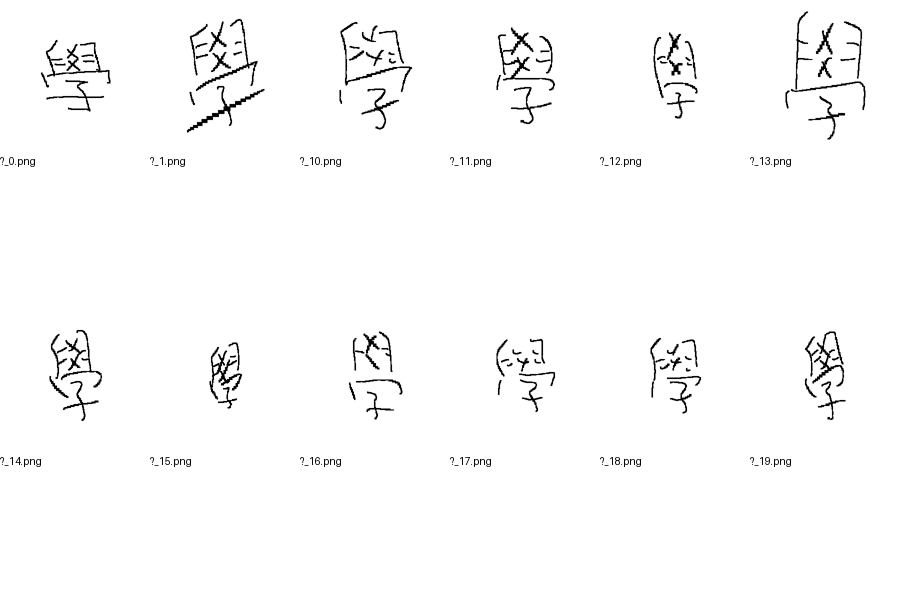 學 學 學 學 學 學
?_0.png ?_1.png ?_10.png ?_11.png ?_12.png ?_13.png
學 學 學 學 學 學
?_14.png ?_15.png ?_16.png ?_17.png ?_18.png ?_19.png